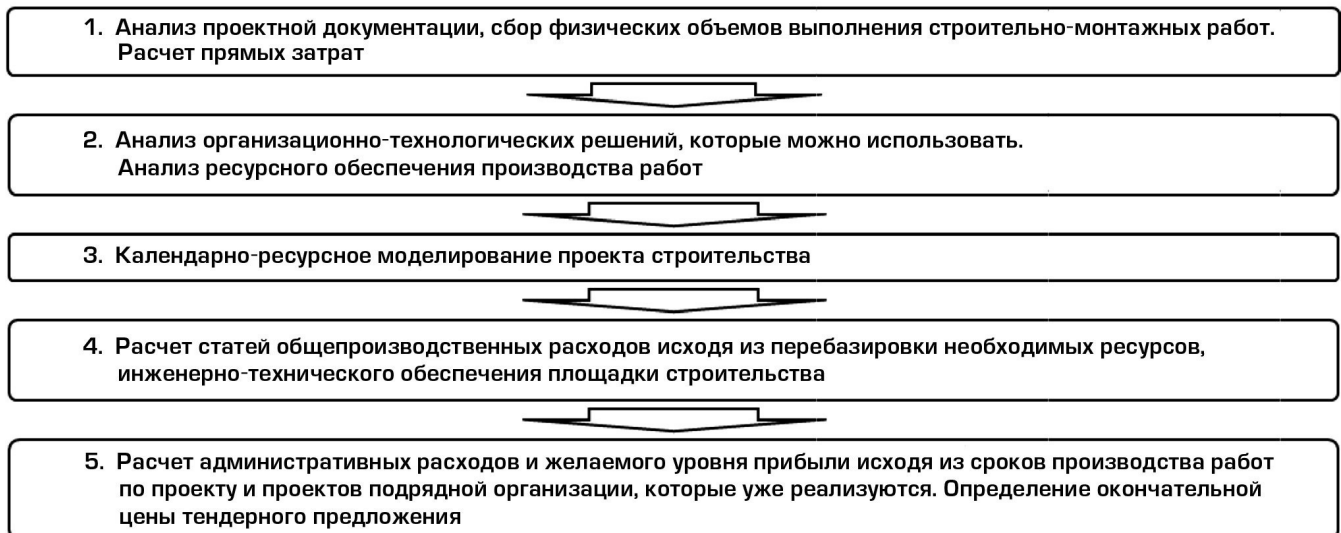 1. Анализ проектной документации, сбор физических объемов выполнения строительно-монтажных работ.
Расчет прямых затрат
2. Анализ организационно-технологических решений, которые можно использовать.
Анализ ресурсного обеспечения производства работ
3. Календарно-ресурсное моделирование проекта строительства
4. Расчет статей общепроизводственных расходов исходя из перебазировки необходимых ресурсов,
инженерно-технического обеспечения площадки строительства
5. Расчет административных расходов и желаемого уровня прибыли исходя из сроков производства работ
по проекту и проектов подрядной организации, которые уже реализуются. Определение окончательной
цены тендерного предложения